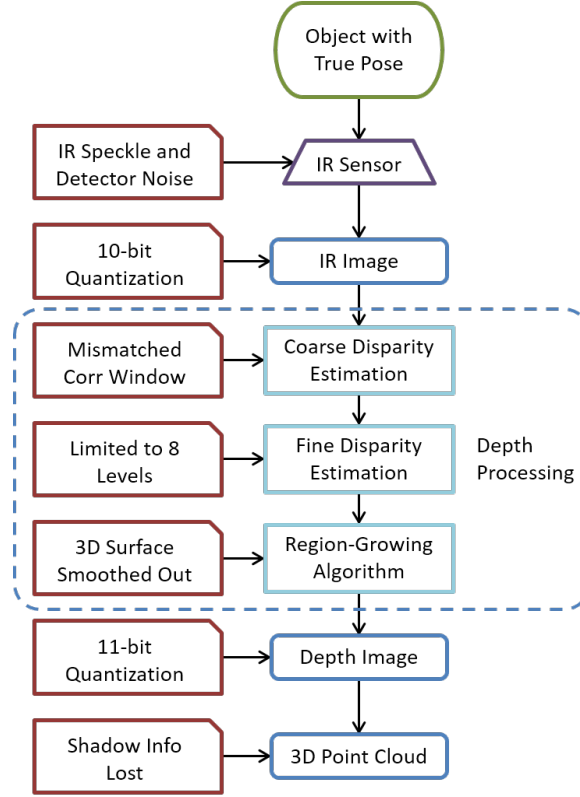 Object with
True Pose
IR Speckle and
Detector Noise
IR Sensor
10-bit
Quantization
IR Image
Mismatched
Corr Window
Coarse Disparity
Estimation
Limited to 8
Levels
Fine Disparity
Estimation
Depth
Processing
3D Surface
Smoothed Out
Region-Growing
Algorithm
11-bit
Quantization
Depth Image
Shadow Info
Lost
3D Point Cloud